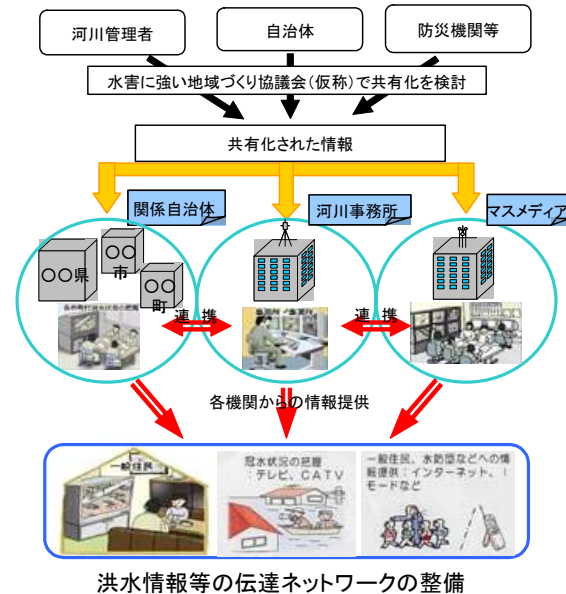 河川管理者
自治体
防災機関等
水害に強い地域づくり協議会(仮称)で共有化を検討
共有化された情報
関係自治体
河川事務所
マスメディア
〇〇県
〇〇市
〇〇町
連 携
連 携
各機関からの情報提供
一般住民
冠水状況の把握
:テレビ、CATV
一般住民、水防団などへの情
報提供:インターネット、i
モードなど
洪水情報等の伝達ネットワークの整備